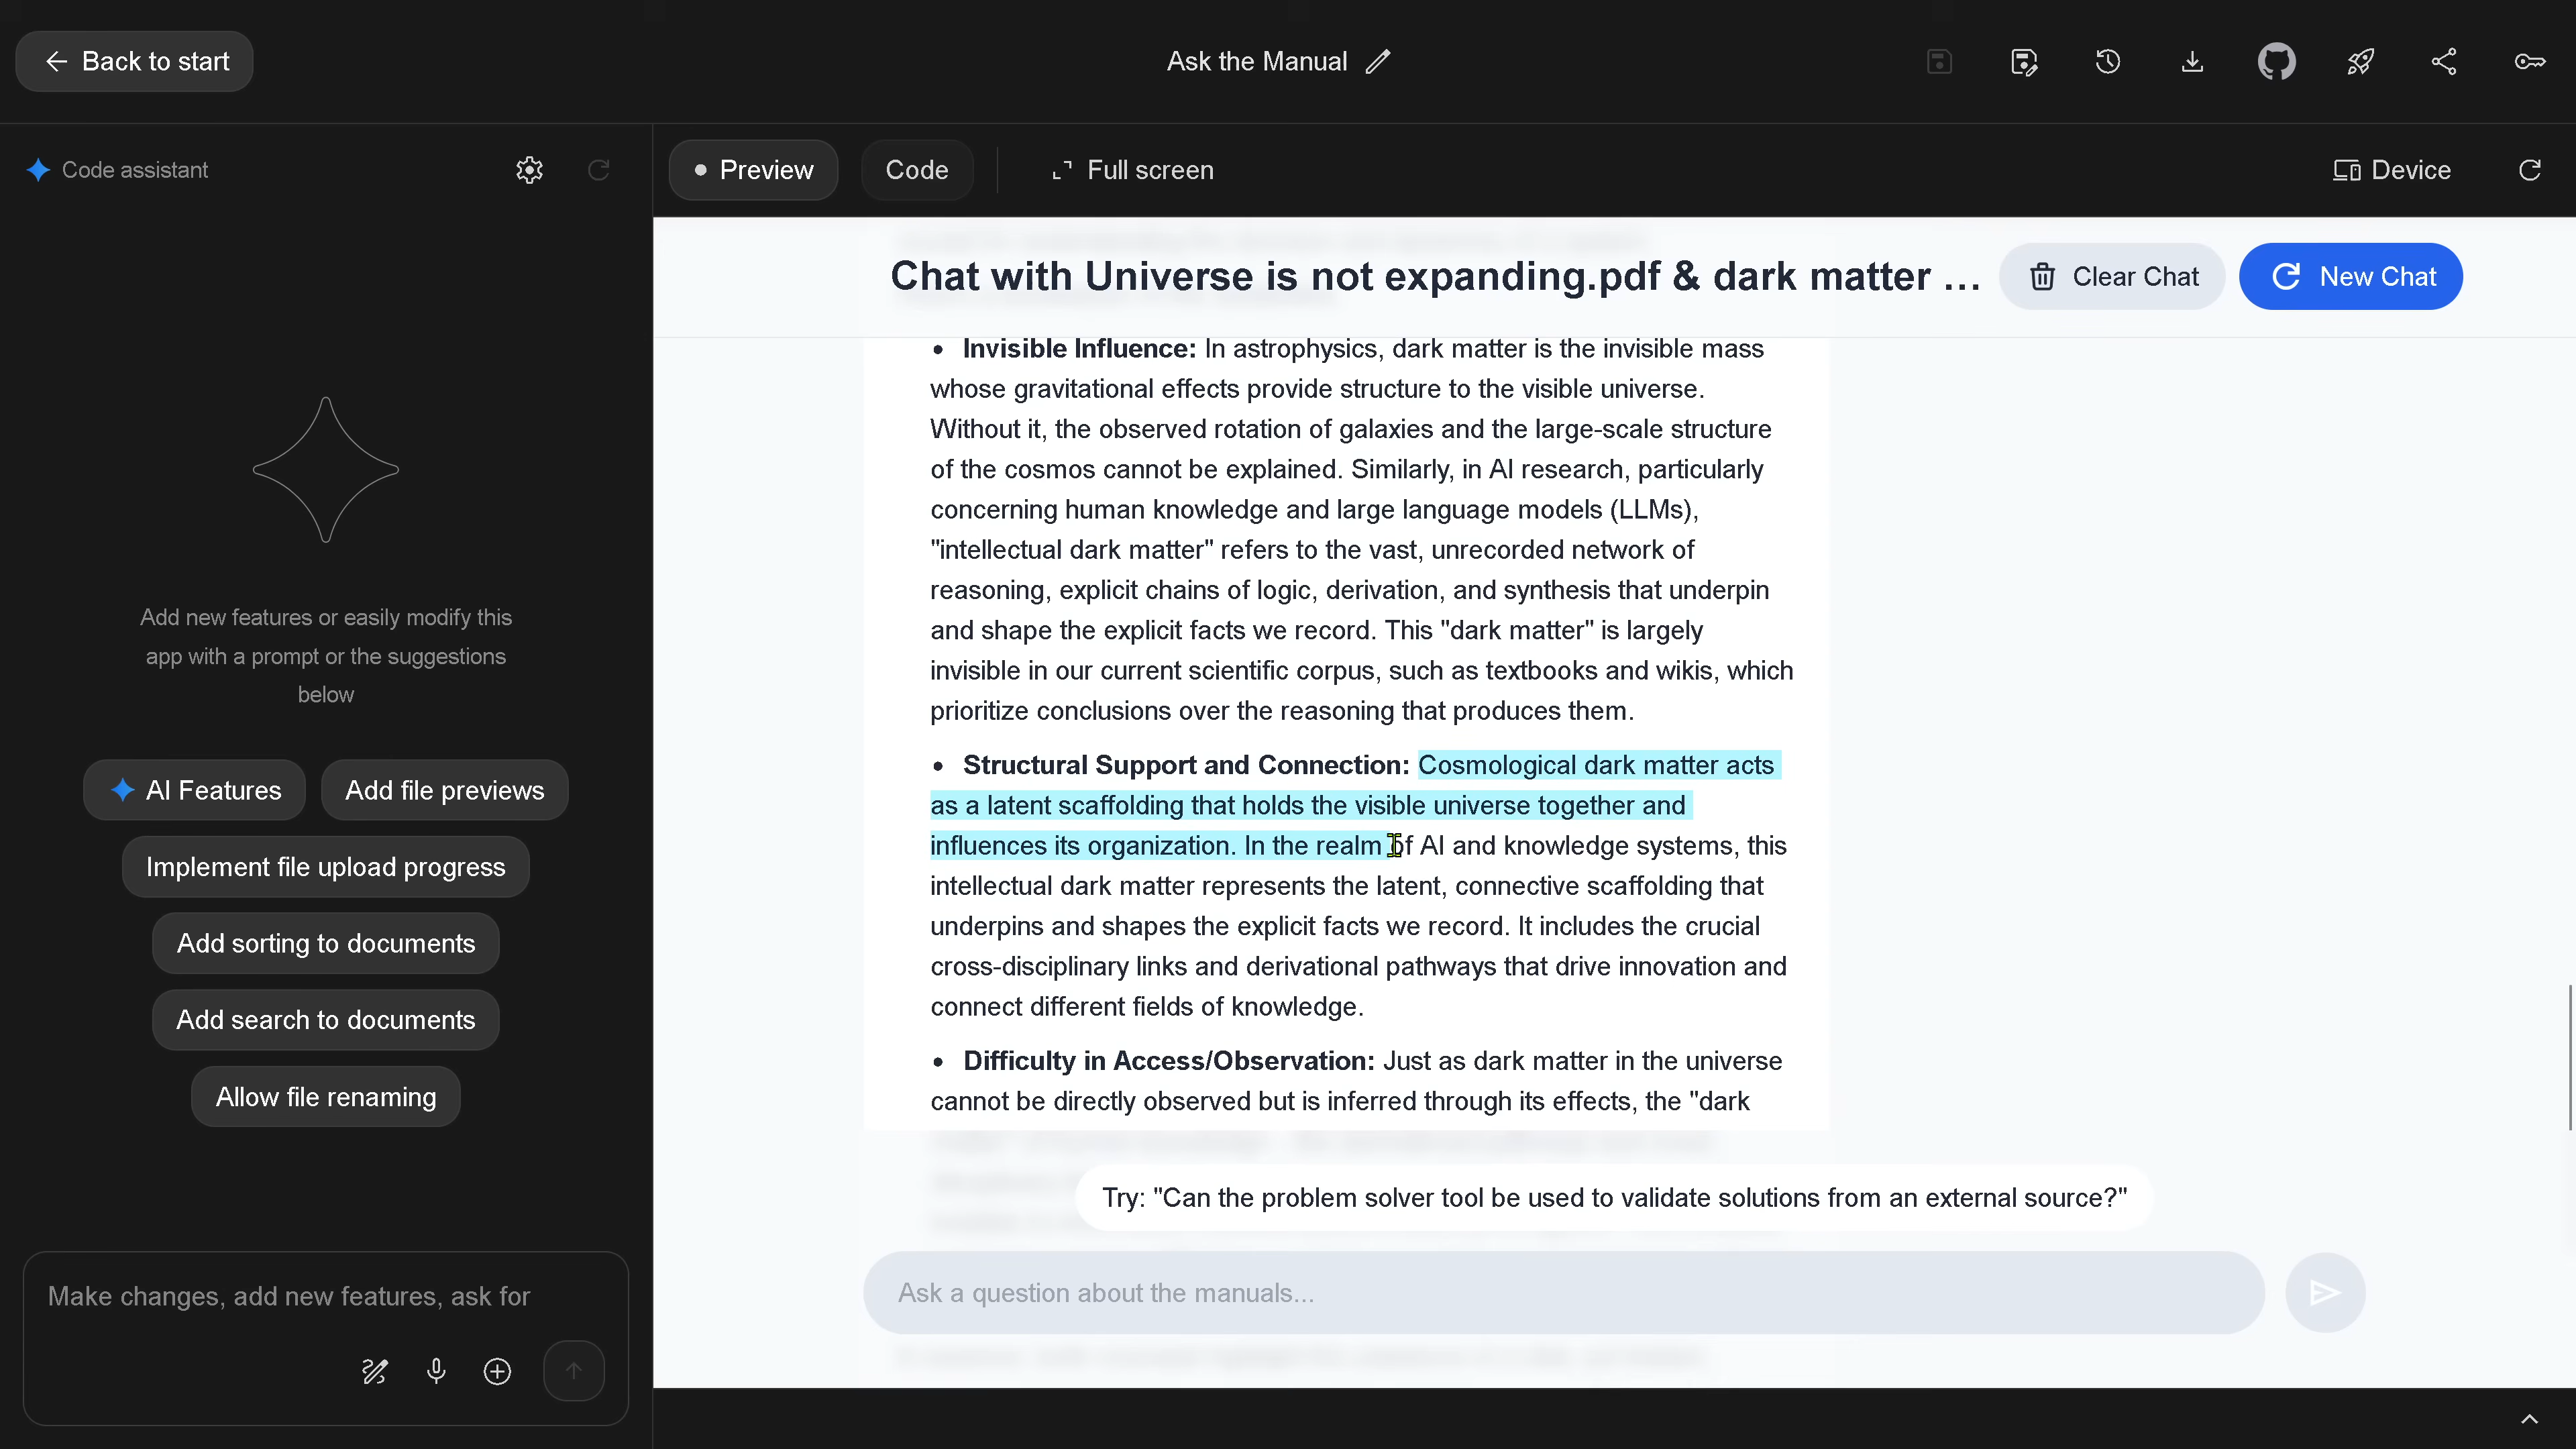 Back to start
Ask the Manual
Code assistant
Preview
Code
Full screen
Device
Chat with Universe is not expanding.pdf & dark matter ...
Clear Chat
New Chat
Add new features or easily modify this
app with a prompt or the suggestions
below
AI Features
Add file previews
Implement file upload progress
Add sorting to documents
Add search to documents
Allow file renaming
Make changes, add new features, ask for
• Invisible Influence: In astrophysics, dark matter is the invisible mass
whose gravitational effects provide structure to the visible universe.
Without it, the observed rotation of galaxies and the large-scale structure
of the cosmos cannot be explained. Similarly, in AI research, particularly
concerning human knowledge and large language models (LLMs),
"intellectual dark matter" refers to the vast, unrecorded network of
reasoning, explicit chains of logic, derivation, and synthesis that underpin
and shape the explicit facts we record. This "dark matter" is largely
invisible in our current scientific corpus, such as textbooks and wikis, which
prioritize conclusions over the reasoning that produces them.
• Structural Support and Connection: Cosmological dark matter acts
as a latent scaffolding that holds the visible universe together and
influences its organization. In the realm of AI and knowledge systems, this
intellectual dark matter represents the latent, connective scaffolding that
underpins and shapes the explicit facts we record. It includes the crucial
cross-disciplinary links and derivational pathways that drive innovation and
connect different fields of knowledge.
• Difficulty in Access/Observation: Just as dark matter in the universe
cannot be directly observed but is inferred through its effects, the "dark
Try: "Can the problem solver tool be used to validate solutions from an external source?"
Ask a question about the manuals...